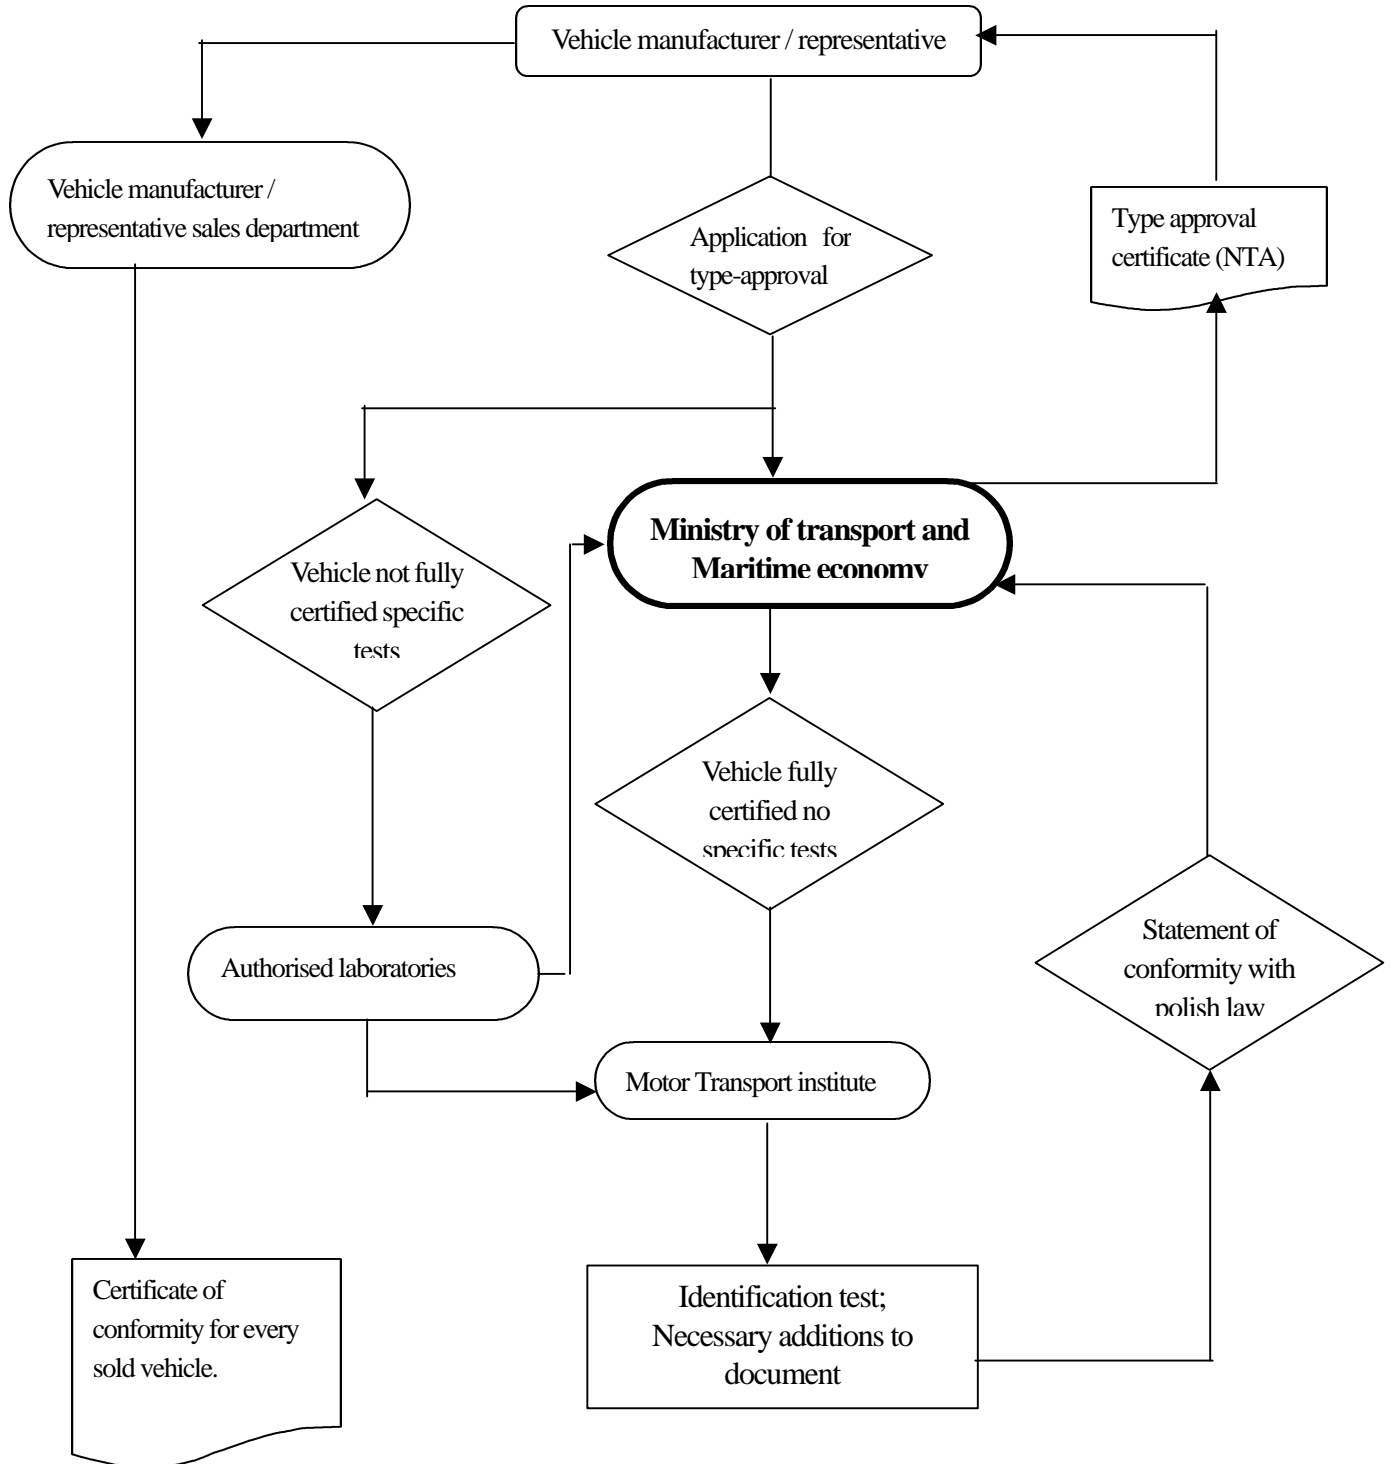 Vehicle manufacturer / representative
Vehicle manufacturer /
representative sales department
Application for
type-approval
Type approval
certificate (NTA)
Ministry of transport and
Maritime economy
Vehicle not fully
certified specific
tests
Vehicle fully
certified no
specific tests
Statement of
conformity with
polish law
Authorised laboratories
Motor Transport institute
Certificate of
conformity for every
sold vehicle.
Identification test;
Necessary additions to
document